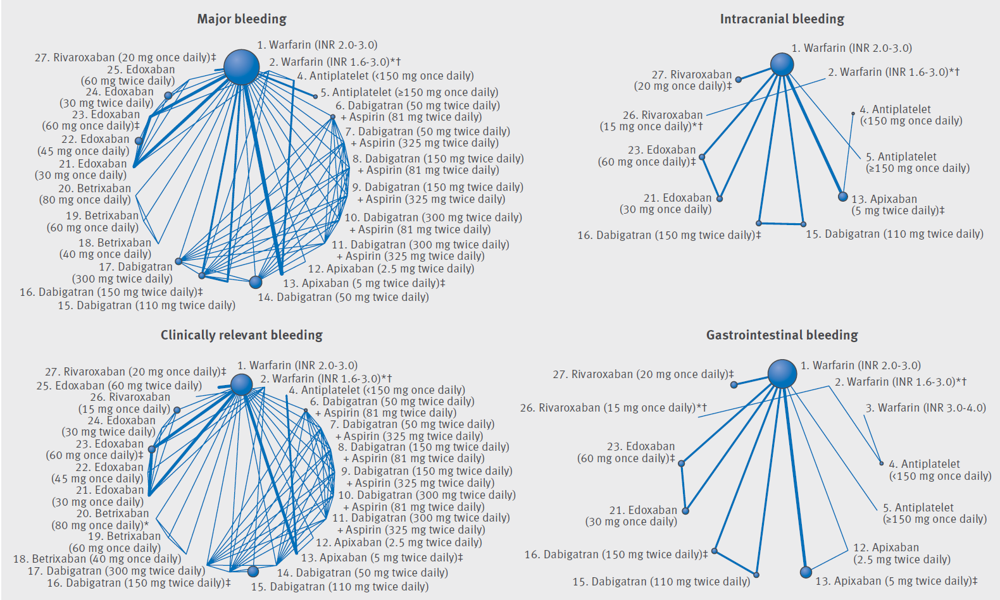 Major bleeding
1. Warfarin (INR 2.0-3.0)
27. Rivaroxaban (20 mg once daily)‡
2. Warfarin (INR 1.6-3.0)*†
25. Edoxaban
(60 mg twice daily)
4. Antiplatelet (<150 mg once daily)
24. Edoxaban
(30 mg twice daily)
5. Antiplatelet (≥150 mg once daily)
6. Dabigatran (50 mg twice daily)
+ Aspirin (81 mg twice daily)
23. Edoxaban
(60 mg once daily)‡
7. Dabigatran (50 mg twice daily)
+ Aspirin (325 mg twice daily)
22. Edoxaban
(45 mg once daily)
8. Dabigatran (150 mg twice daily)
+ Aspirin (81 mg twice daily)
21. Edoxaban
(30 mg once daily)
9. Dabigatran (150 mg twice daily)
+ Aspirin (325 mg twice daily)
20. Betrixaban
(80 mg once daily)
10. Dabigatran (300 mg twice daily)
+ Aspirin (81 mg twice daily)
19. Betrixaban
(60 mg once daily)
11. Dabigatran (300 mg twice daily)
+ Aspirin (325 mg twice daily)
18. Betrixaban
(40 mg once daily)
12. Apixaban (2.5 mg twice daily)
17. Dabigatran
(300 mg twice daily)
13. Apixaban (5 mg twice daily)‡
16. Dabigatran (150 mg twice daily)‡
14. Dabigatran (50 mg twice daily)
15. Dabigatran (110 mg twice daily)
Intracranial bleeding
1. Warfarin (INR 2.0-3.0)
27. Rivaroxaban
(20 mg once daily)‡
2. Warfarin (INR 1.6-3.0)*†
26. Rivaroxaban
(15 mg once daily)*†
4. Antiplatelet
(<150 mg once daily)
23. Edoxaban
(60 mg once daily)‡
5. Antiplatelet
(≥150 mg once daily)
21. Edoxaban
(30 mg once daily)
13. Apixaban
(5 mg twice daily)‡
16. Dabigatran (150 mg twice daily)‡
15. Dabigatran (110 mg twice daily)
Clinically relevant bleeding
1. Warfarin (INR 2.0-3.0)
27. Rivaroxaban (20 mg once daily)‡
2. Warfarin (INR 1.6-3.0)*†
25. Edoxaban (60 mg twice daily)
4. Antiplatelet (<150 mg once daily)
26. Rivaroxaban
(15 mg once daily)
6. Dabigatran (50 mg twice daily)
+ Aspirin (81 mg twice daily)
24. Edoxaban
(30 mg twice daily)
7. Dabigatran (50 mg twice daily)
+ Aspirin (325 mg twice daily)
23. Edoxaban
(60 mg once daily)‡
8. Dabigatran (150 mg twice daily)
+ Aspirin (81 mg twice daily)
22. Edoxaban
(45 mg once daily)
9. Dabigatran (150 mg twice daily)
+ Aspirin (325 mg twice daily)
21. Edoxaban
(30 mg once daily)
10. Dabigatran (300 mg twice daily)
+ Aspirin (81 mg twice daily)
20. Betrixaban
(80 mg once daily)*
11. Dabigatran (300 mg twice daily)
+ Aspirin (325 mg twice daily)
19. Betrixaban
(60 mg once daily)
12. Apixaban (2.5 mg twice daily)
18. Betrixaban (40 mg once daily)
13. Apixaban (5 mg twice daily)‡
17. Dabigatran (300 mg twice daily)
14. Dabigatran (50 mg twice daily)
16. Dabigatran (150 mg twice daily)‡
15. Dabigatran (110 mg twice daily)
Gastrointestinal bleeding
1. Warfarin (INR 2.0-3.0)
27. Rivaroxaban (20 mg once daily)‡
2. Warfarin (INR 1.6-3.0)*†
26. Rivaroxaban (15 mg once daily)*†
3. Warfarin (INR 3.0-4.0)
23. Edoxaban
(60 mg once daily)‡
4. Antiplatelet
(<150 mg once daily)
21. Edoxaban
(30 mg once daily)
5. Antiplatelet
(≥150 mg once daily)
12. Apixaban
(2.5 mg twice daily)
16. Dabigatran (150 mg twice daily)‡
15. Dabigatran (110 mg twice daily)
13. Apixaban (5 mg twice daily)‡